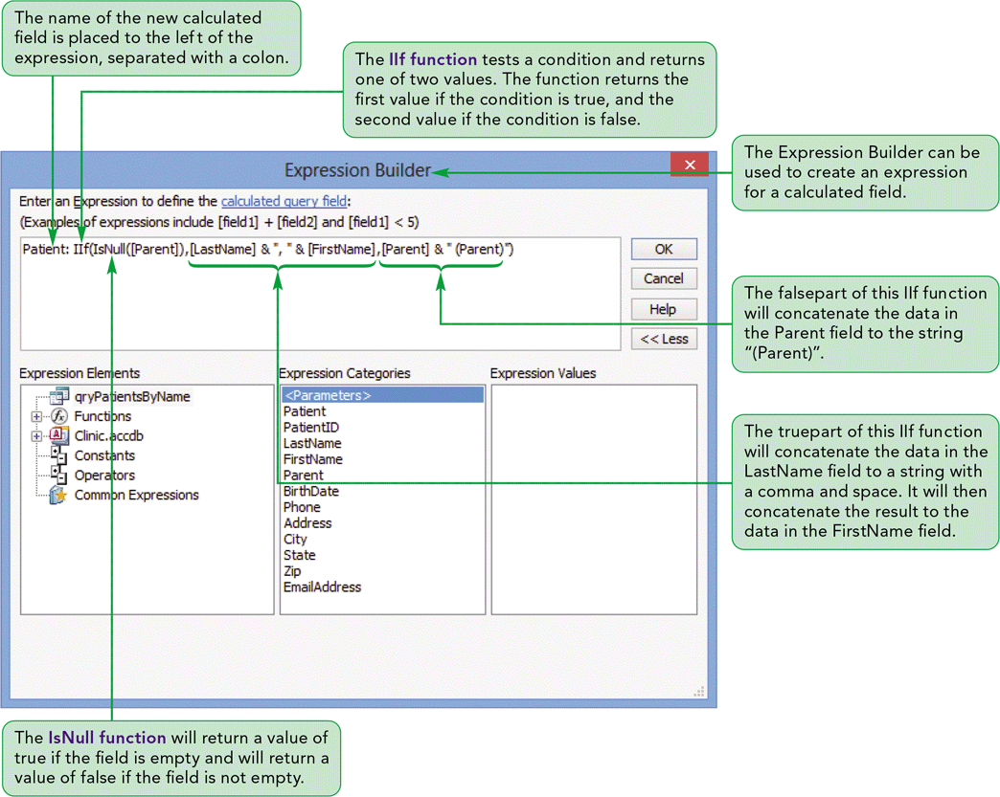 The name of the new calculated
field is placed to the left of the
expression, separated with a colon.
The IIf function tests a condition and returns
one of two values. The function returns the
first value if the condition is true, and the
second value if the condition is false.
The Expression Builder can be
used to create an expression
for a calculated field.
Expression Builder
Enter an Expression to define the calculated query field:
(Examples of expressions include [field1] + [field2] and [field1] < 5)
Patient: IIf(IsNull([Parent]),[LastName] & ", " & [FirstName],[Parent] & " (Parent)")
OK
Cancel
Help
<< Less
The falsepart of this IIf function
will concatenate the data in
the Parent field to the string
“(Parent)”.
Expression Elements
qryPatientsByName
Functions
Clinic.accdb
Constants
Operators
Common Expressions
Expression Categories
<Parameters>
Patient
PatientID
LastName
FirstName
Parent
BirthDate
Phone
Address
City
State
Zip
EmailAddress
Expression Values
The truepart of this IIf function
will concatenate the data in the
LastName field to a string with
a comma and space. It will then
concatenate the result to the
data in the FirstName field.
The IsNull function will return a value of
true if the field is empty and will return a
value of false if the field is not empty.